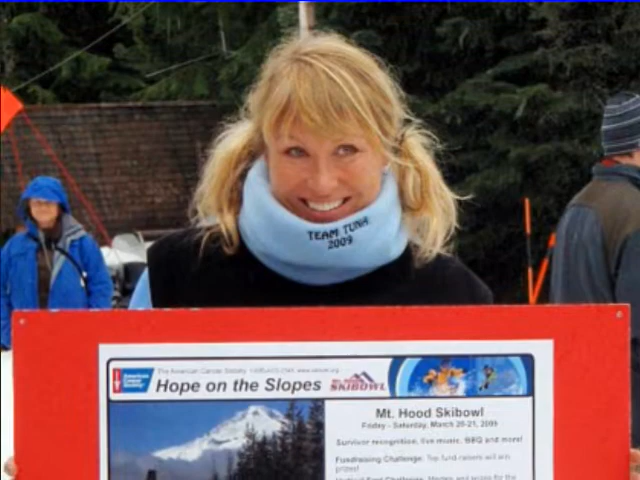 TEAM TUNA
2009
The American Cancer Society
American
Cancer
Society
Hope on the Slopes
MT. HOOD
SKIBOWL
Mt. Hood Skibowl
Friday - Saturday, March 20-21, 2009
Survivor recognition, live music, BBQ and more!
Fundraising Challenge: Top fund raisers will win
prizes!